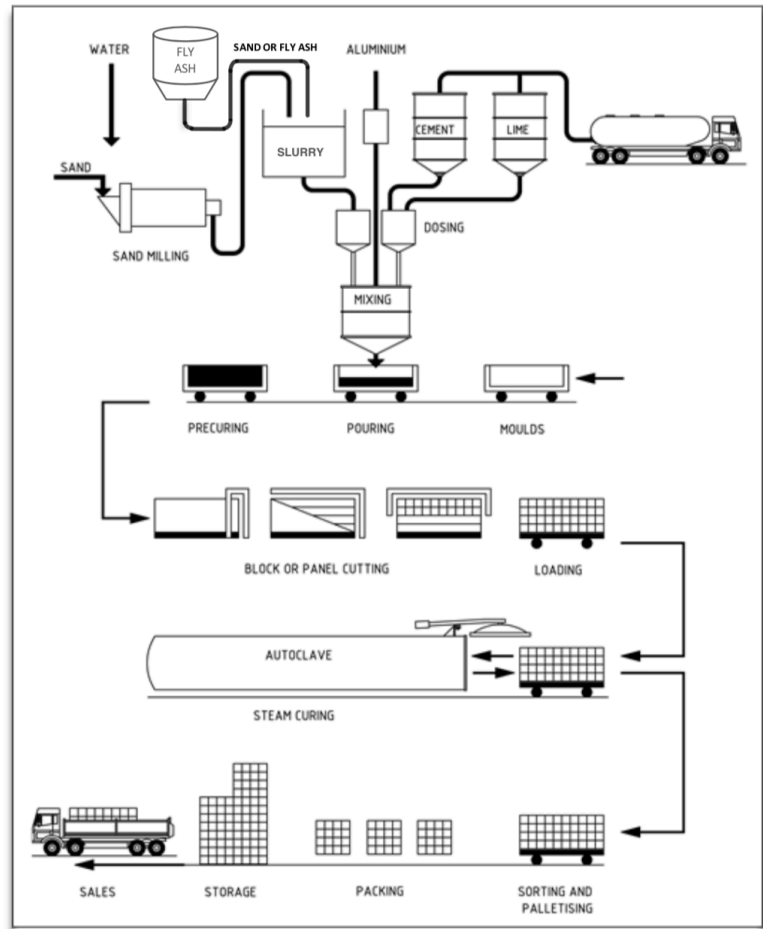 WATER
FLY
ASH
SAND OR FLY ASH
ALUMINIUM
CEMENT
LIME
SLURRY
SAND
DOSING
SAND MILLING
MIXING
PRECURING
POURING
MOULDS
BLOCK OR PANEL CUTTING
LOADING
AUTOCLAVE
STEAM CURING
SALES
STORAGE
PACKING
SORTING AND
PALLETISING